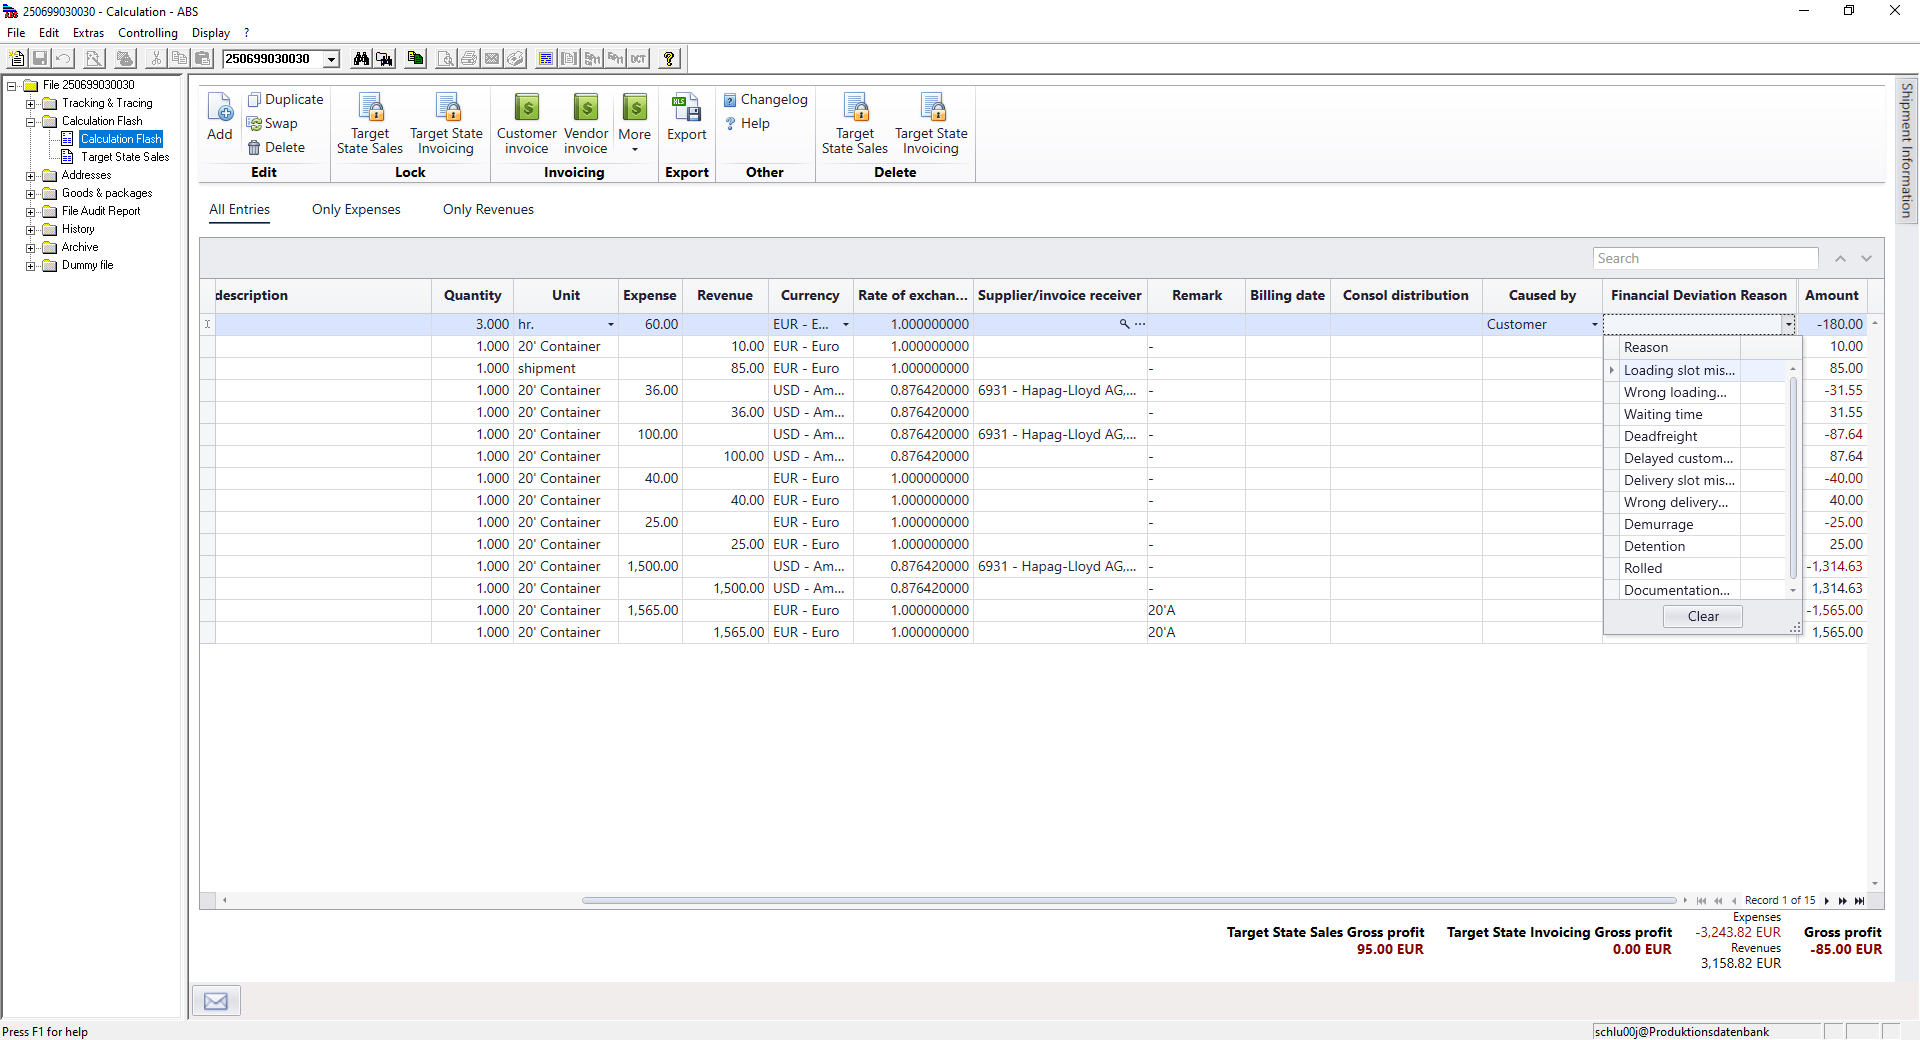 250699030030 - Calculation - ABS
File Edit Extras Controlling Display ?
250699030030
File 250699030030
Tracking & Tracing
Calculation Flash
Calculation Flash
Target State Sales
Addresses
Goods & packages
File Audit Report
History
Archive
Dummy file
Add
Duplicate
Swap
Delete
Edit
Target State Sales
Target State Invoicing
Lock
Customer invoice
Vendor invoice
More
Invoicing
Export
Export
Changelog
Help
Other
Target State Sales
Target State Invoicing
Delete
Shipment Information
All Entries Only Expenses Only Revenues
Search
description Quantity Unit Expense Revenue Currency Rate of exchan... Supplier/invoice receiver Remark Billing date Consol distribution Caused by Financial Deviation Reason Amount
3.000 hr. 60.00 EUR - E... 1.000000000 Customer -180.00
1.000 20' Container 10.00 EUR - Euro 1.000000000 - 10.00
1.000 shipment 85.00 EUR - Euro 1.000000000 - 85.00
1.000 20' Container 36.00 USD - Am... 0.876420000 6931 - Hapag-Lloyd AG,... - -31.55
1.000 20' Container 36.00 USD - Am... 0.876420000 - 31.55
1.000 20' Container 100.00 USD - Am... 0.876420000 6931 - Hapag-Lloyd AG,... - -87.64
1.000 20' Container 100.00 USD - Am... 0.876420000 - 87.64
1.000 20' Container 40.00 EUR - Euro 1.000000000 - -40.00
1.000 20' Container 40.00 EUR - Euro 1.000000000 - 40.00
1.000 20' Container 25.00 EUR - Euro 1.000000000 - -25.00
1.000 20' Container 25.00 EUR - Euro 1.000000000 - 25.00
1.000 20' Container 1,500.00 USD - Am... 0.876420000 6931 - Hapag-Lloyd AG,... - -1,314.63
1.000 20' Container 1,500.00 USD - Am... 0.876420000 - 1,314.63
1.000 20' Container 1,565.00 EUR - Euro 1.000000000 20'A -1,565.00
1.000 20' Container 1,565.00 EUR - Euro 1.000000000 20'A 1,565.00
Reason
Loading slot mis...
Wrong loading...
Waiting time
Deadfreight
Delayed custom...
Delivery slot mis...
Wrong delivery...
Demurrage
Detention
Rolled
Documentation...
Clear
Record 1 of 15
Target State Sales Gross profit
95.00 EUR
Target State Invoicing Gross profit
0.00 EUR
Expenses
-3,243.82 EUR
Revenues
3,158.82 EUR
Gross profit
-85.00 EUR
Press F1 for help
schlu00j@Produktionsdatenbank